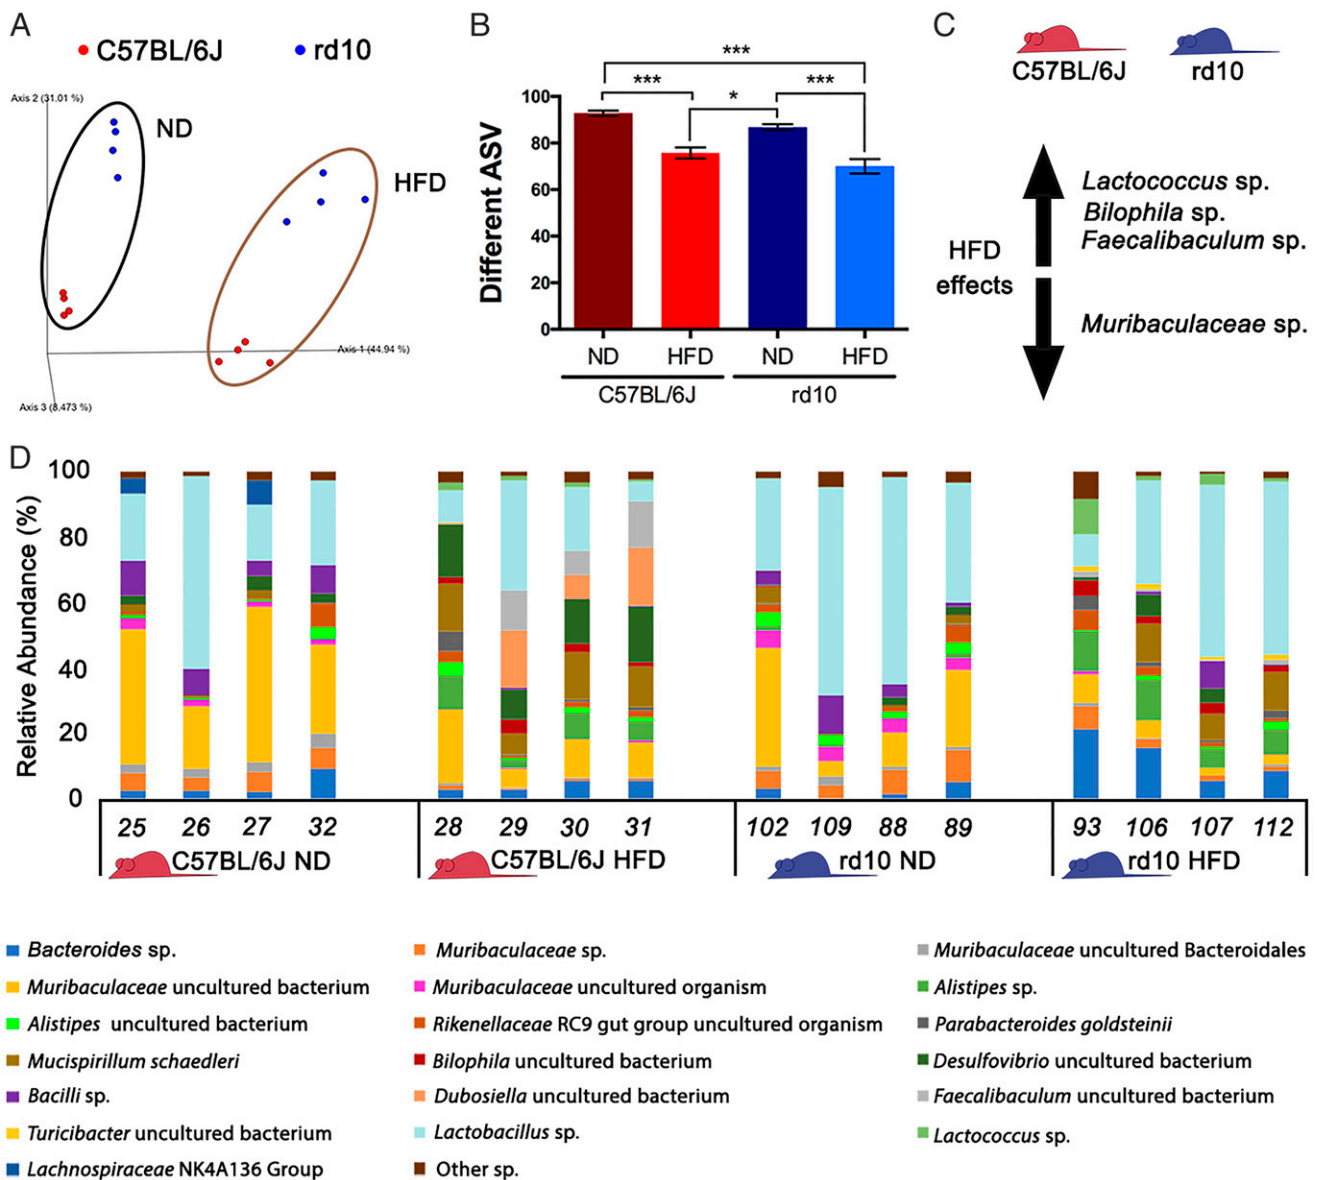 A
C57BL/6J
rd10
Axis 2 (31.01 %)
ND
HFD
Axis 1 (44.94 %)
Axis 3 (8.473 %)
B
***
***
***
*
Different ASV
100
80
60
40
20
0
ND HFD ND HFD
C57BL/6J rd10
C
C57BL/6J rd10
HFD
effects
Lactococcus sp.
Bilophila sp.
Faecalibaculum sp.
Muribaculaceae sp.
D
Relative Abundance (%)
100
80
60
40
20
0
25 26 27 32 28 29 30 31 102 109 88 89 93 106 107 112
C57BL/6J ND C57BL/6J HFD rd10 ND rd10 HFD
Bacteroides sp. Muribaculaceae sp. Muribaculaceae uncultured Bacteroidales
Muribaculaceae uncultured bacterium Muribaculaceae uncultured organism Alistipes sp.
Alistipes uncultured bacterium Rikenellaceae RC9 gut group uncultured organism Parabacteroides goldsteinii
Mucispirillum schaedleri Bilophila uncultured bacterium Desulfovibrio uncultured bacterium
Bacilli sp. Dubosiella uncultured bacterium Faecalibaculum uncultured bacterium
Turicibacter uncultured bacterium Lactobacillus sp. Lactococcus sp.
Lachnospiraceae NK4A136 Group Other sp.